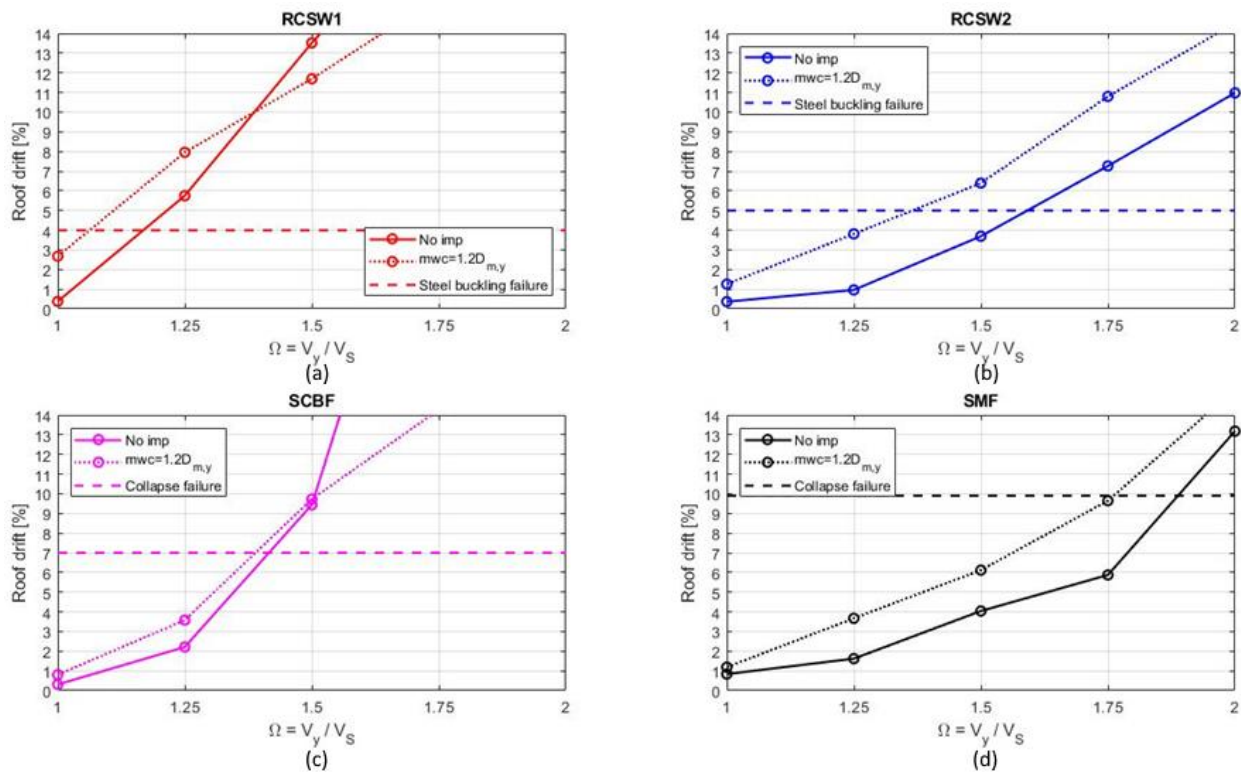 RCSW1
14
13
12
11
10
9
8
7
6
5
4
3
2
1
0
Roof drift [%]
No imp
mwc=1.2D_m,y
Steel buckling failure
1 1.25 1.5 1.75 2
Ω = V_y / V_S
(a)
RCSW2
14
13
12
11
10
9
8
7
6
5
4
3
2
1
0
Roof drift [%]
No imp
mwc=1.2D_m,y
Steel buckling failure
1 1.25 1.5 1.75 2
Ω = V_y / V_S
(b)
SCBF
14
13
12
11
10
9
8
7
6
5
4
3
2
1
0
Roof drift [%]
No imp
mwc=1.2D_m,y
Collapse failure
1 1.25 1.5 1.75 2
Ω = V_y / V_S
(c)
SMF
14
13
12
11
10
9
8
7
6
5
4
3
2
1
0
Roof drift [%]
No imp
mwc=1.2D_m,y
Collapse failure
1 1.25 1.5 1.75 2
Ω = V_y / V_S
(d)